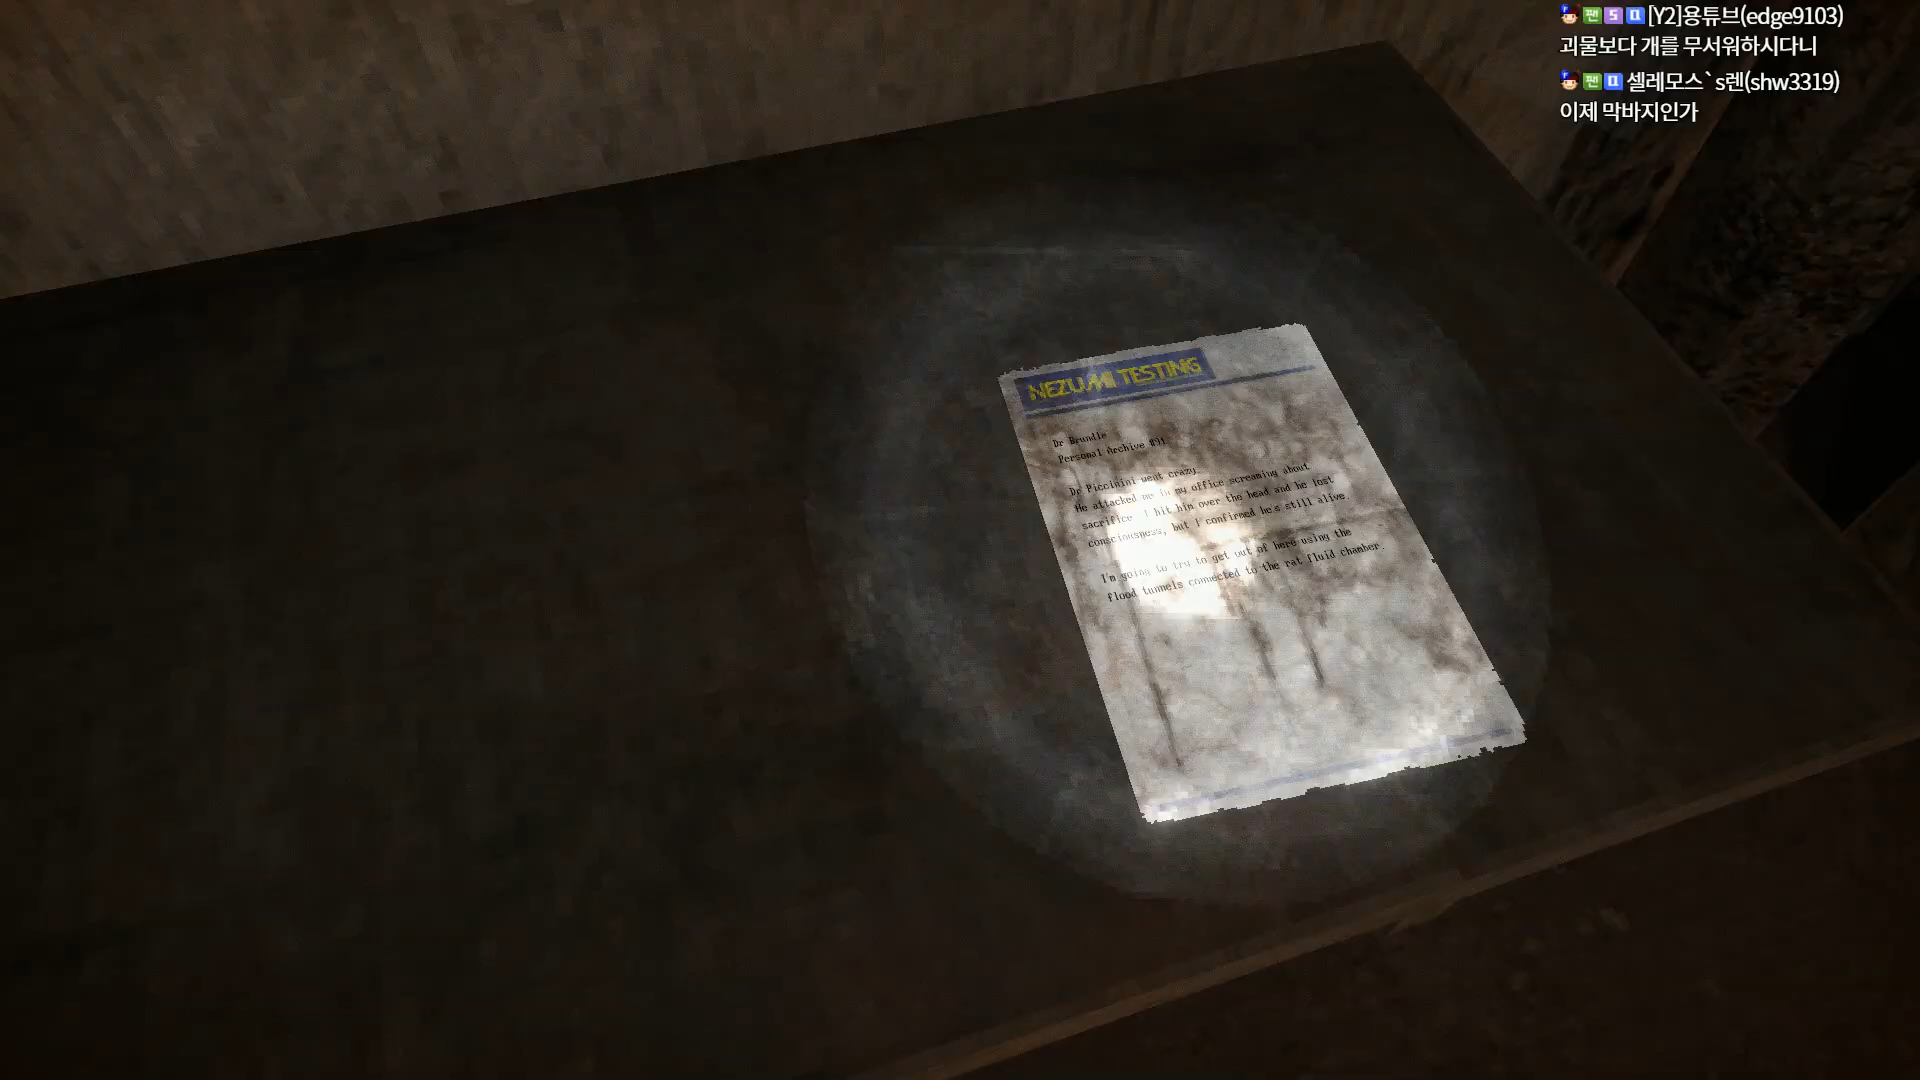 [Y2]용튜브(edge9103)
괴물보다 개를 무서워하시다니
셀레모스`s렌(shw3319)
이제 막바지인가
NEZUMI TESTING
Dr Brundle
Personal Archive #91
Dr Piccinini went crazy.
He attacked me in my office screaming about
sacrifice. I hit him over the head and he lost
consciousness, but I confirmed he's still alive.
I'm going to try to get out of here using the
flood tunnels connected to the rat fluid chamber.